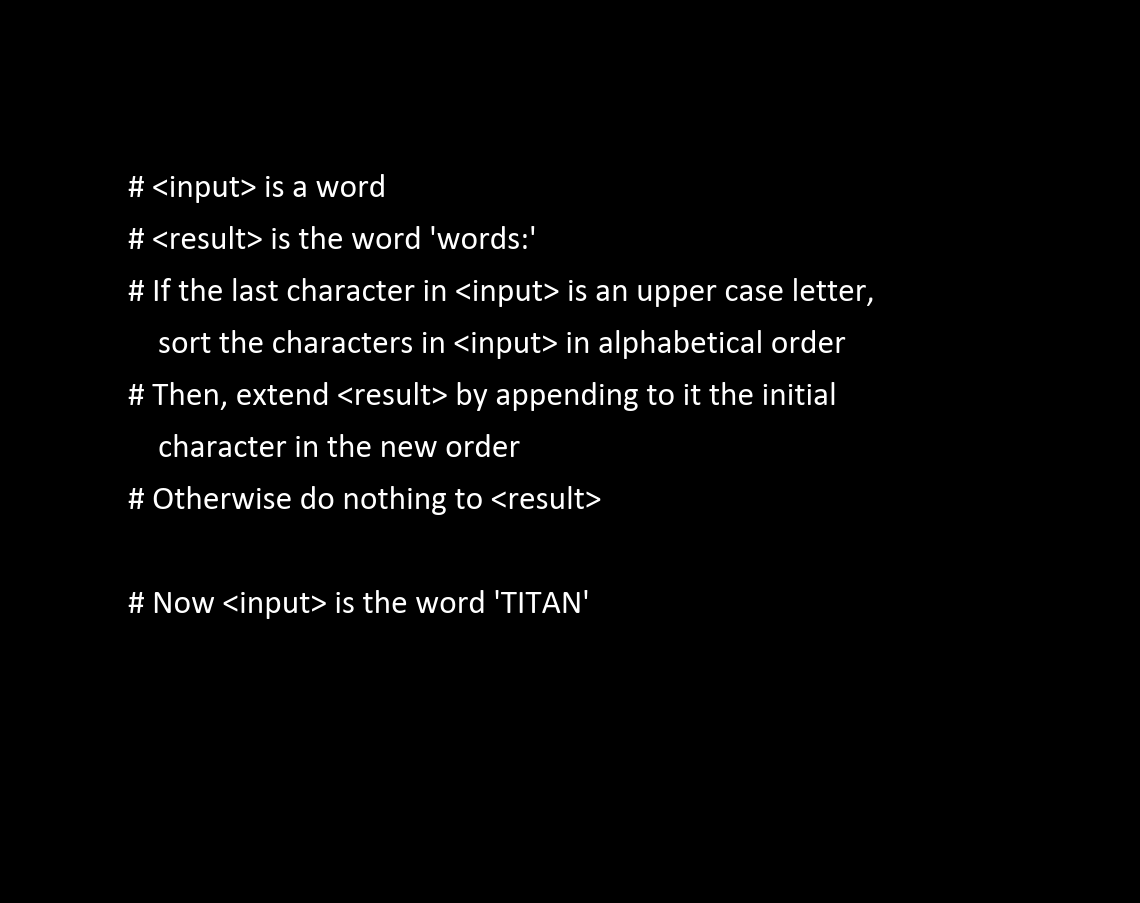 # <input> is a word
# <result> is the word 'words:'
# If the last character in <input> is an upper case letter,
sort the characters in <input> in alphabetical order
# Then, extend <result> by appending to it the initial
character in the new order
# Otherwise do nothing to <result>
# Now <input> is the word 'TITAN'